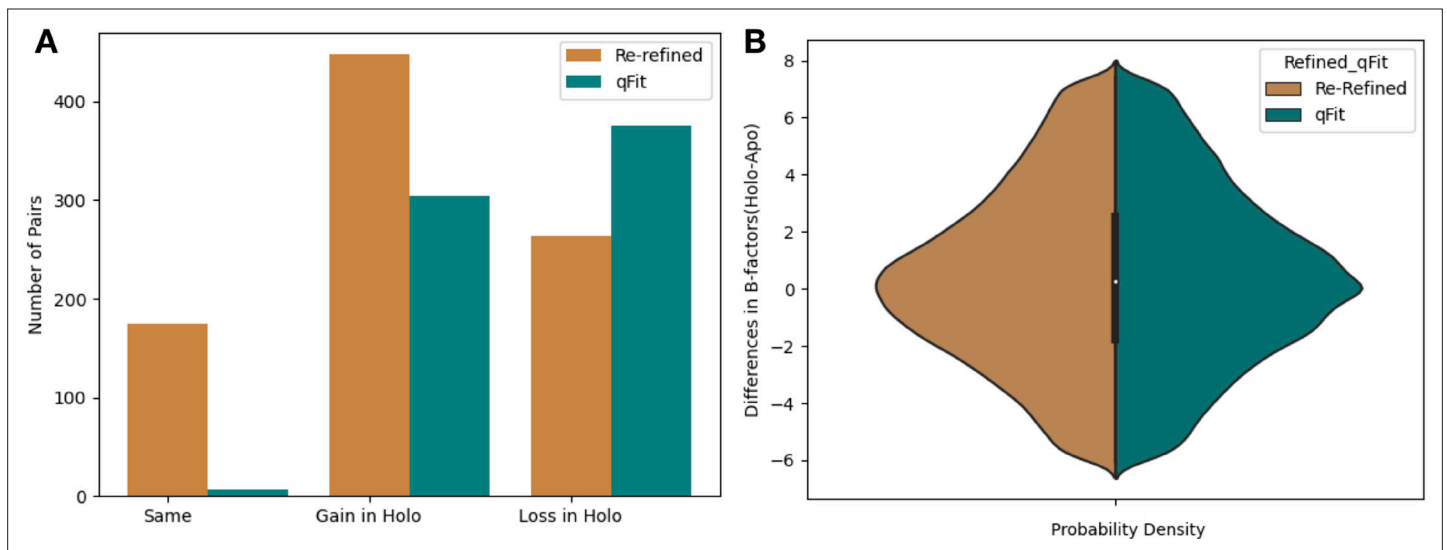 A
Number of Pairs
400
300
200
100
0
Re-refined
qFit
Same
Gain in Holo
Loss in Holo
B
Differences in B-factors(Holo-Apo)
8
6
4
2
0
−2
−4
−6
Refined_qFit
Re-Refined
qFit
Probability Density